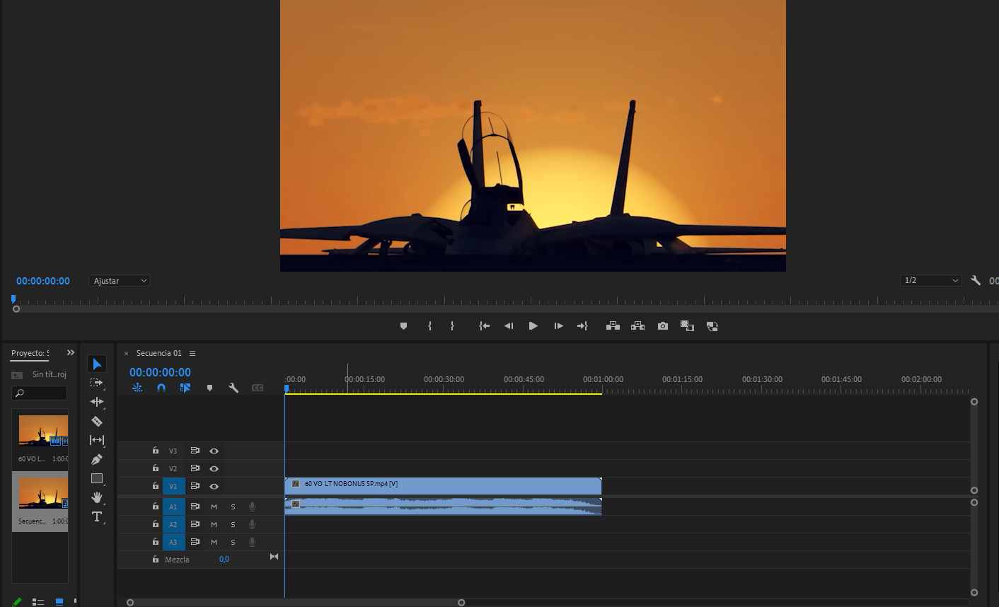 00:00:00:00 Ajustar 1/2 00
Proyecto: S
Sin tít...roj
60 VO L... 1:00:0
Secuenc... 1:00:0
T
× Secuencia 01
00:00:00:00
:00:00 00:00:15:00 00:00:30:00 00:00:45:00 00:01:00:00 00:01:15:00 00:01:30:00 00:01:45:00 00:02:00:00
CC
V3
V2
V1 fx 60 VO LT NOBONUS SP.mp4 [V]
A1 M S fx
A2 M S
A3 M S
Mezcla 0,0